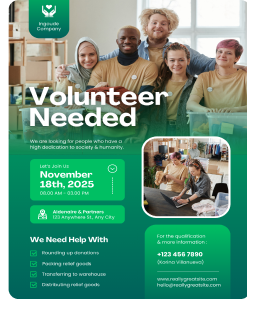 Ingoude
Company
Volunteer
Needed
We are looking for people who have a
high dedication to society & humanity.
Let's Join Us
November
18th, 2025
08.00 AM - 03.00 PM
Aldenaire & Partners
123 Anywhere St., Any City
We Need Help With
Rounding up donations
Packing relief goods
Transferring to warehouse
Distributing relief goods
For the qualification
& more information :
+123 456 7890
(Korina Villanueva)
www.reallygreatsite.com
hello@reallygreatsite.com